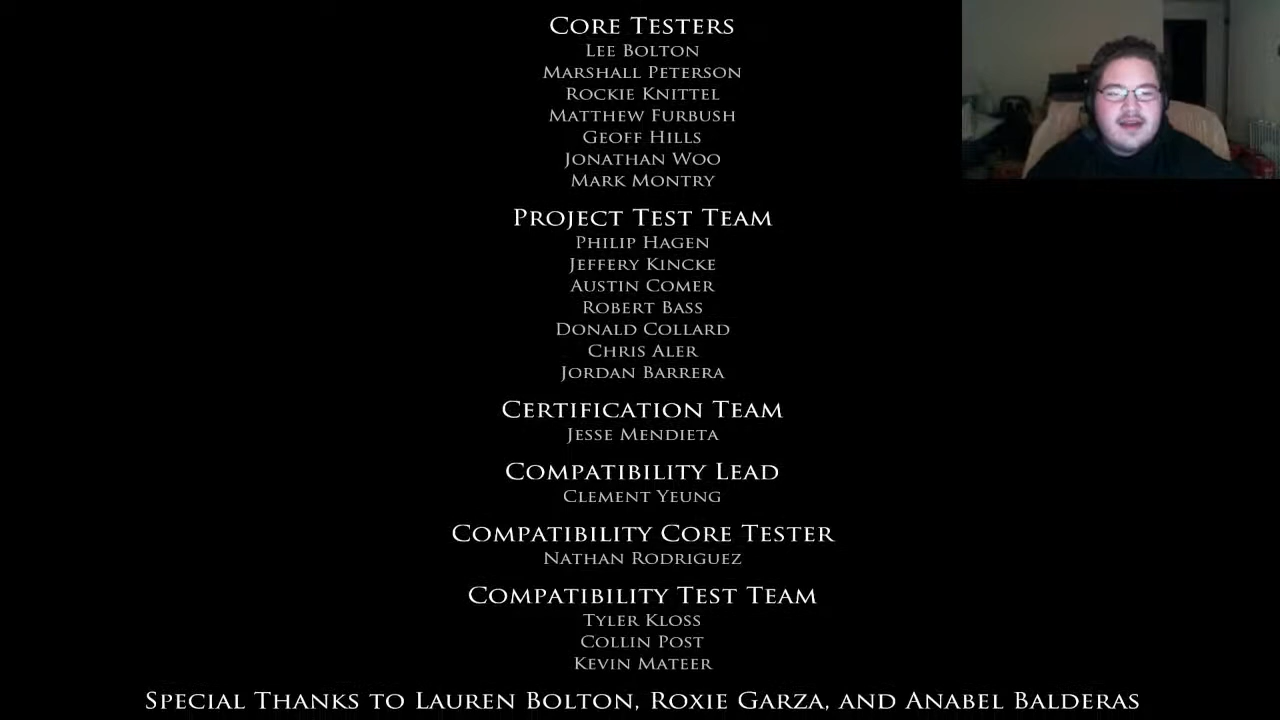 Core Testers
Lee Bolton
Marshall Peterson
Rockie Knittel
Matthew Furbush
Geoff Hills
Jonathan Woo
Mark Montry
Project Test Team
Philip Hagen
Jeffery Kincke
Austin Comer
Robert Bass
Donald Collard
Chris Aler
Jordan Barrera
Certification Team
Jesse Mendieta
Compatibility Lead
Clement Yeung
Compatibility Core Tester
Nathan Rodriguez
Compatibility Test Team
Tyler Kloss
Collin Post
Kevin Mateer
Special Thanks to Lauren Bolton, Roxie Garza, and Anabel Balderas